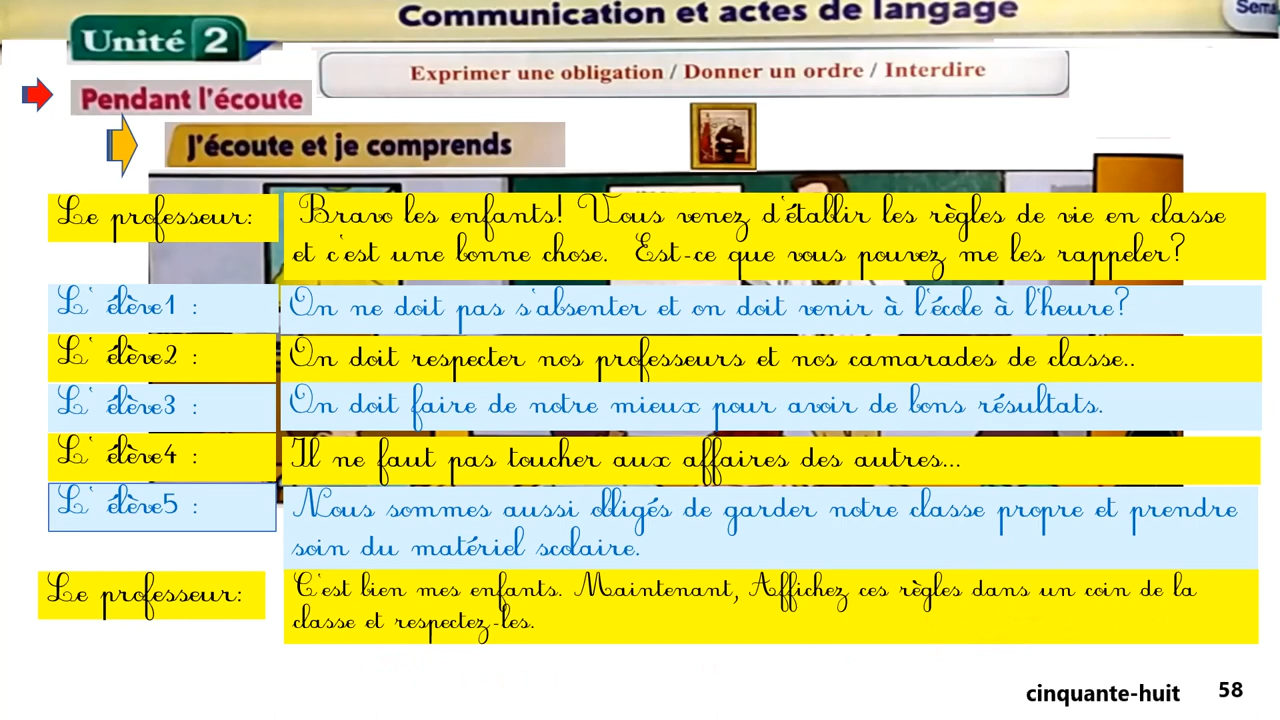 Communication et actes de langage
Sema
Unité 2
Exprimer une obligation / Donner un ordre / Interdire
Pendant l'écoute
J'écoute et je comprends
Le professeur: Bravo les enfants! Vous venez d'établir les règles de vie en classe
et c'est une bonne chose. Est-ce que vous pouvez me les rappeler?
L' élève1 : On ne doit pas s'absenter et on doit venir à l'école à l'heure?
L' élève2 : On doit respecter nos professeurs et nos camarades de classe..
L' élève3 : On doit faire de notre mieux pour avoir de bons résultats.
L' élève4 : Il ne faut pas toucher aux affaires des autres...
L' élève5 : Nous sommes aussi obligés de garder notre classe propre et prendre
soin du matériel scolaire.
Le professeur: C'est bien mes enfants. Maintenant, Affichez ces règles dans un coin de la
classe et respectez-les.
cinquante-huit 58